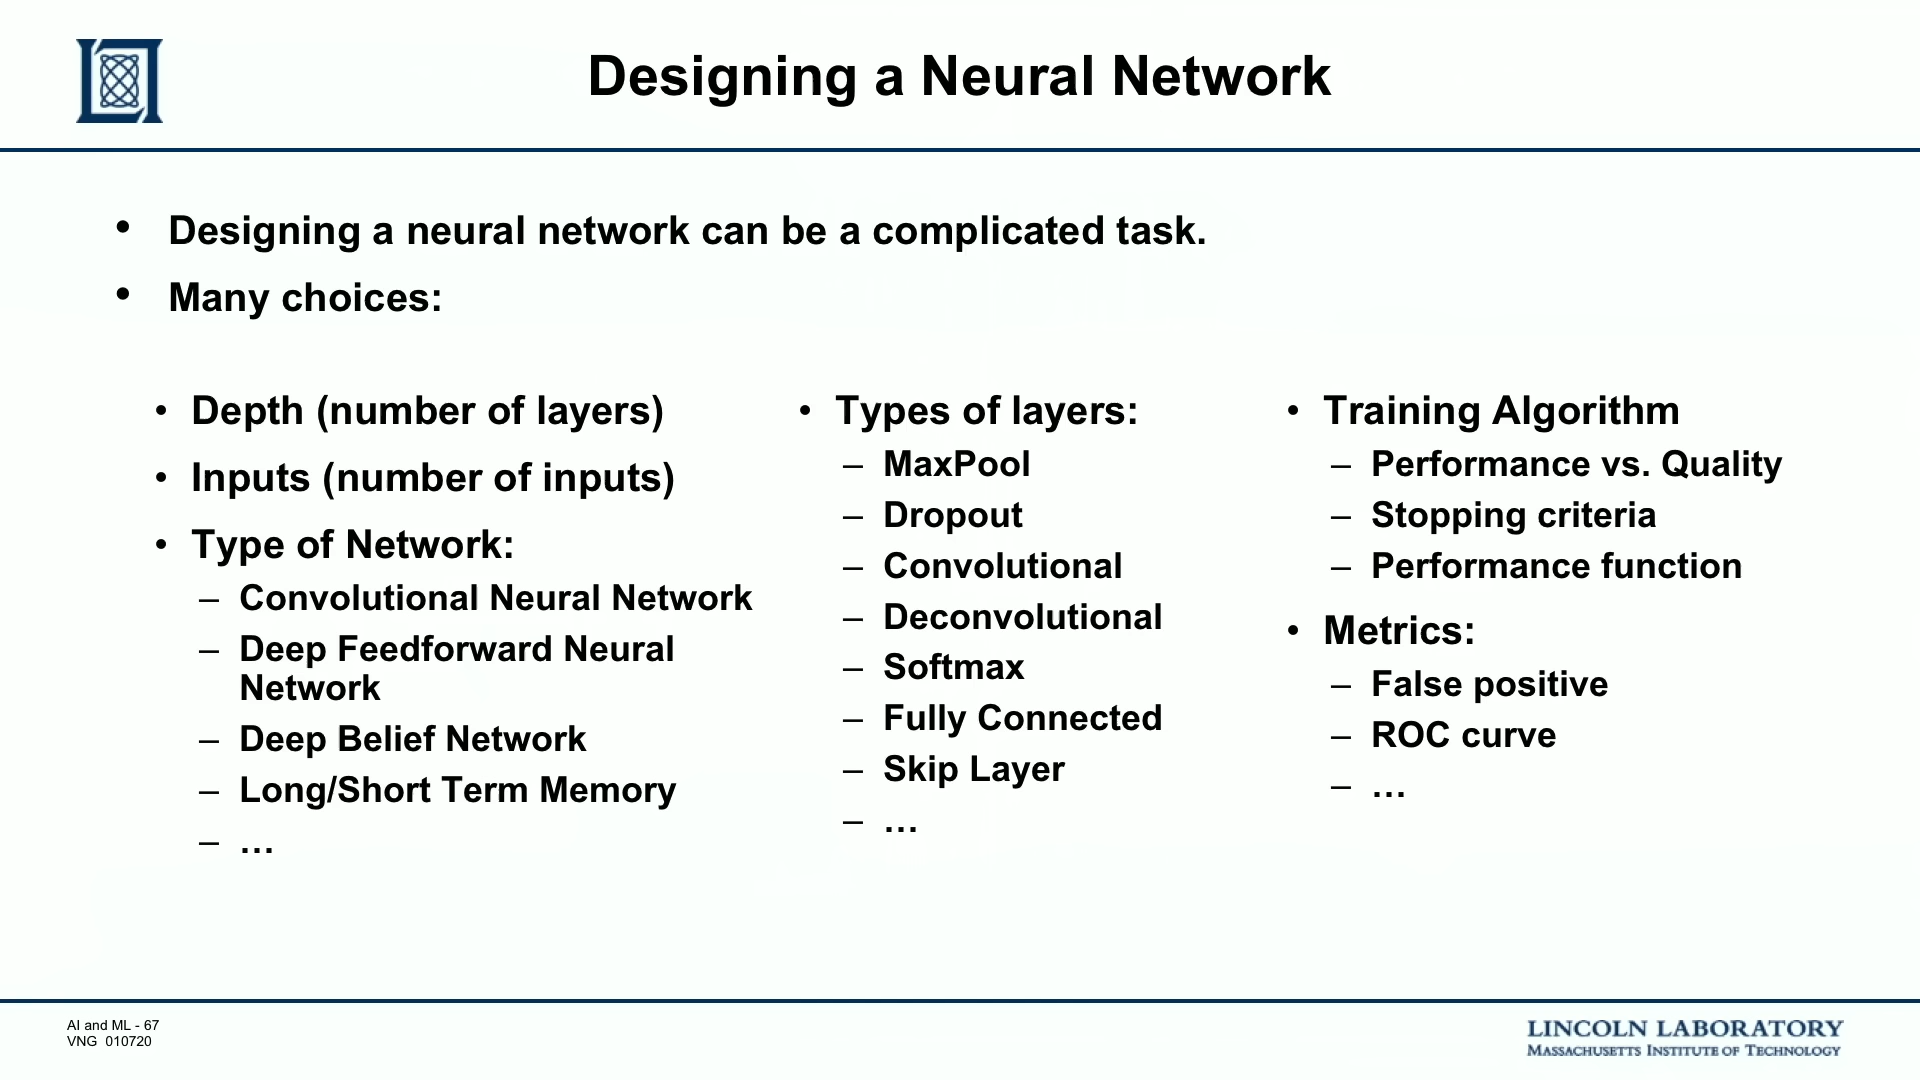 Designing a Neural Network
• Designing a neural network can be a complicated task.
• Many choices:
• Depth (number of layers)
• Inputs (number of inputs)
• Type of Network:
– Convolutional Neural Network
– Deep Feedforward Neural
Network
– Deep Belief Network
– Long/Short Term Memory
– …
• Types of layers:
– MaxPool
– Dropout
– Convolutional
– Deconvolutional
– Softmax
– Fully Connected
– Skip Layer
– …
• Training Algorithm
– Performance vs. Quality
– Stopping criteria
– Performance function
• Metrics:
– False positive
– ROC curve
– …
AI and ML - 67
VNG 010720
LINCOLN LABORATORY
MASSACHUSETTS INSTITUTE OF TECHNOLOGY